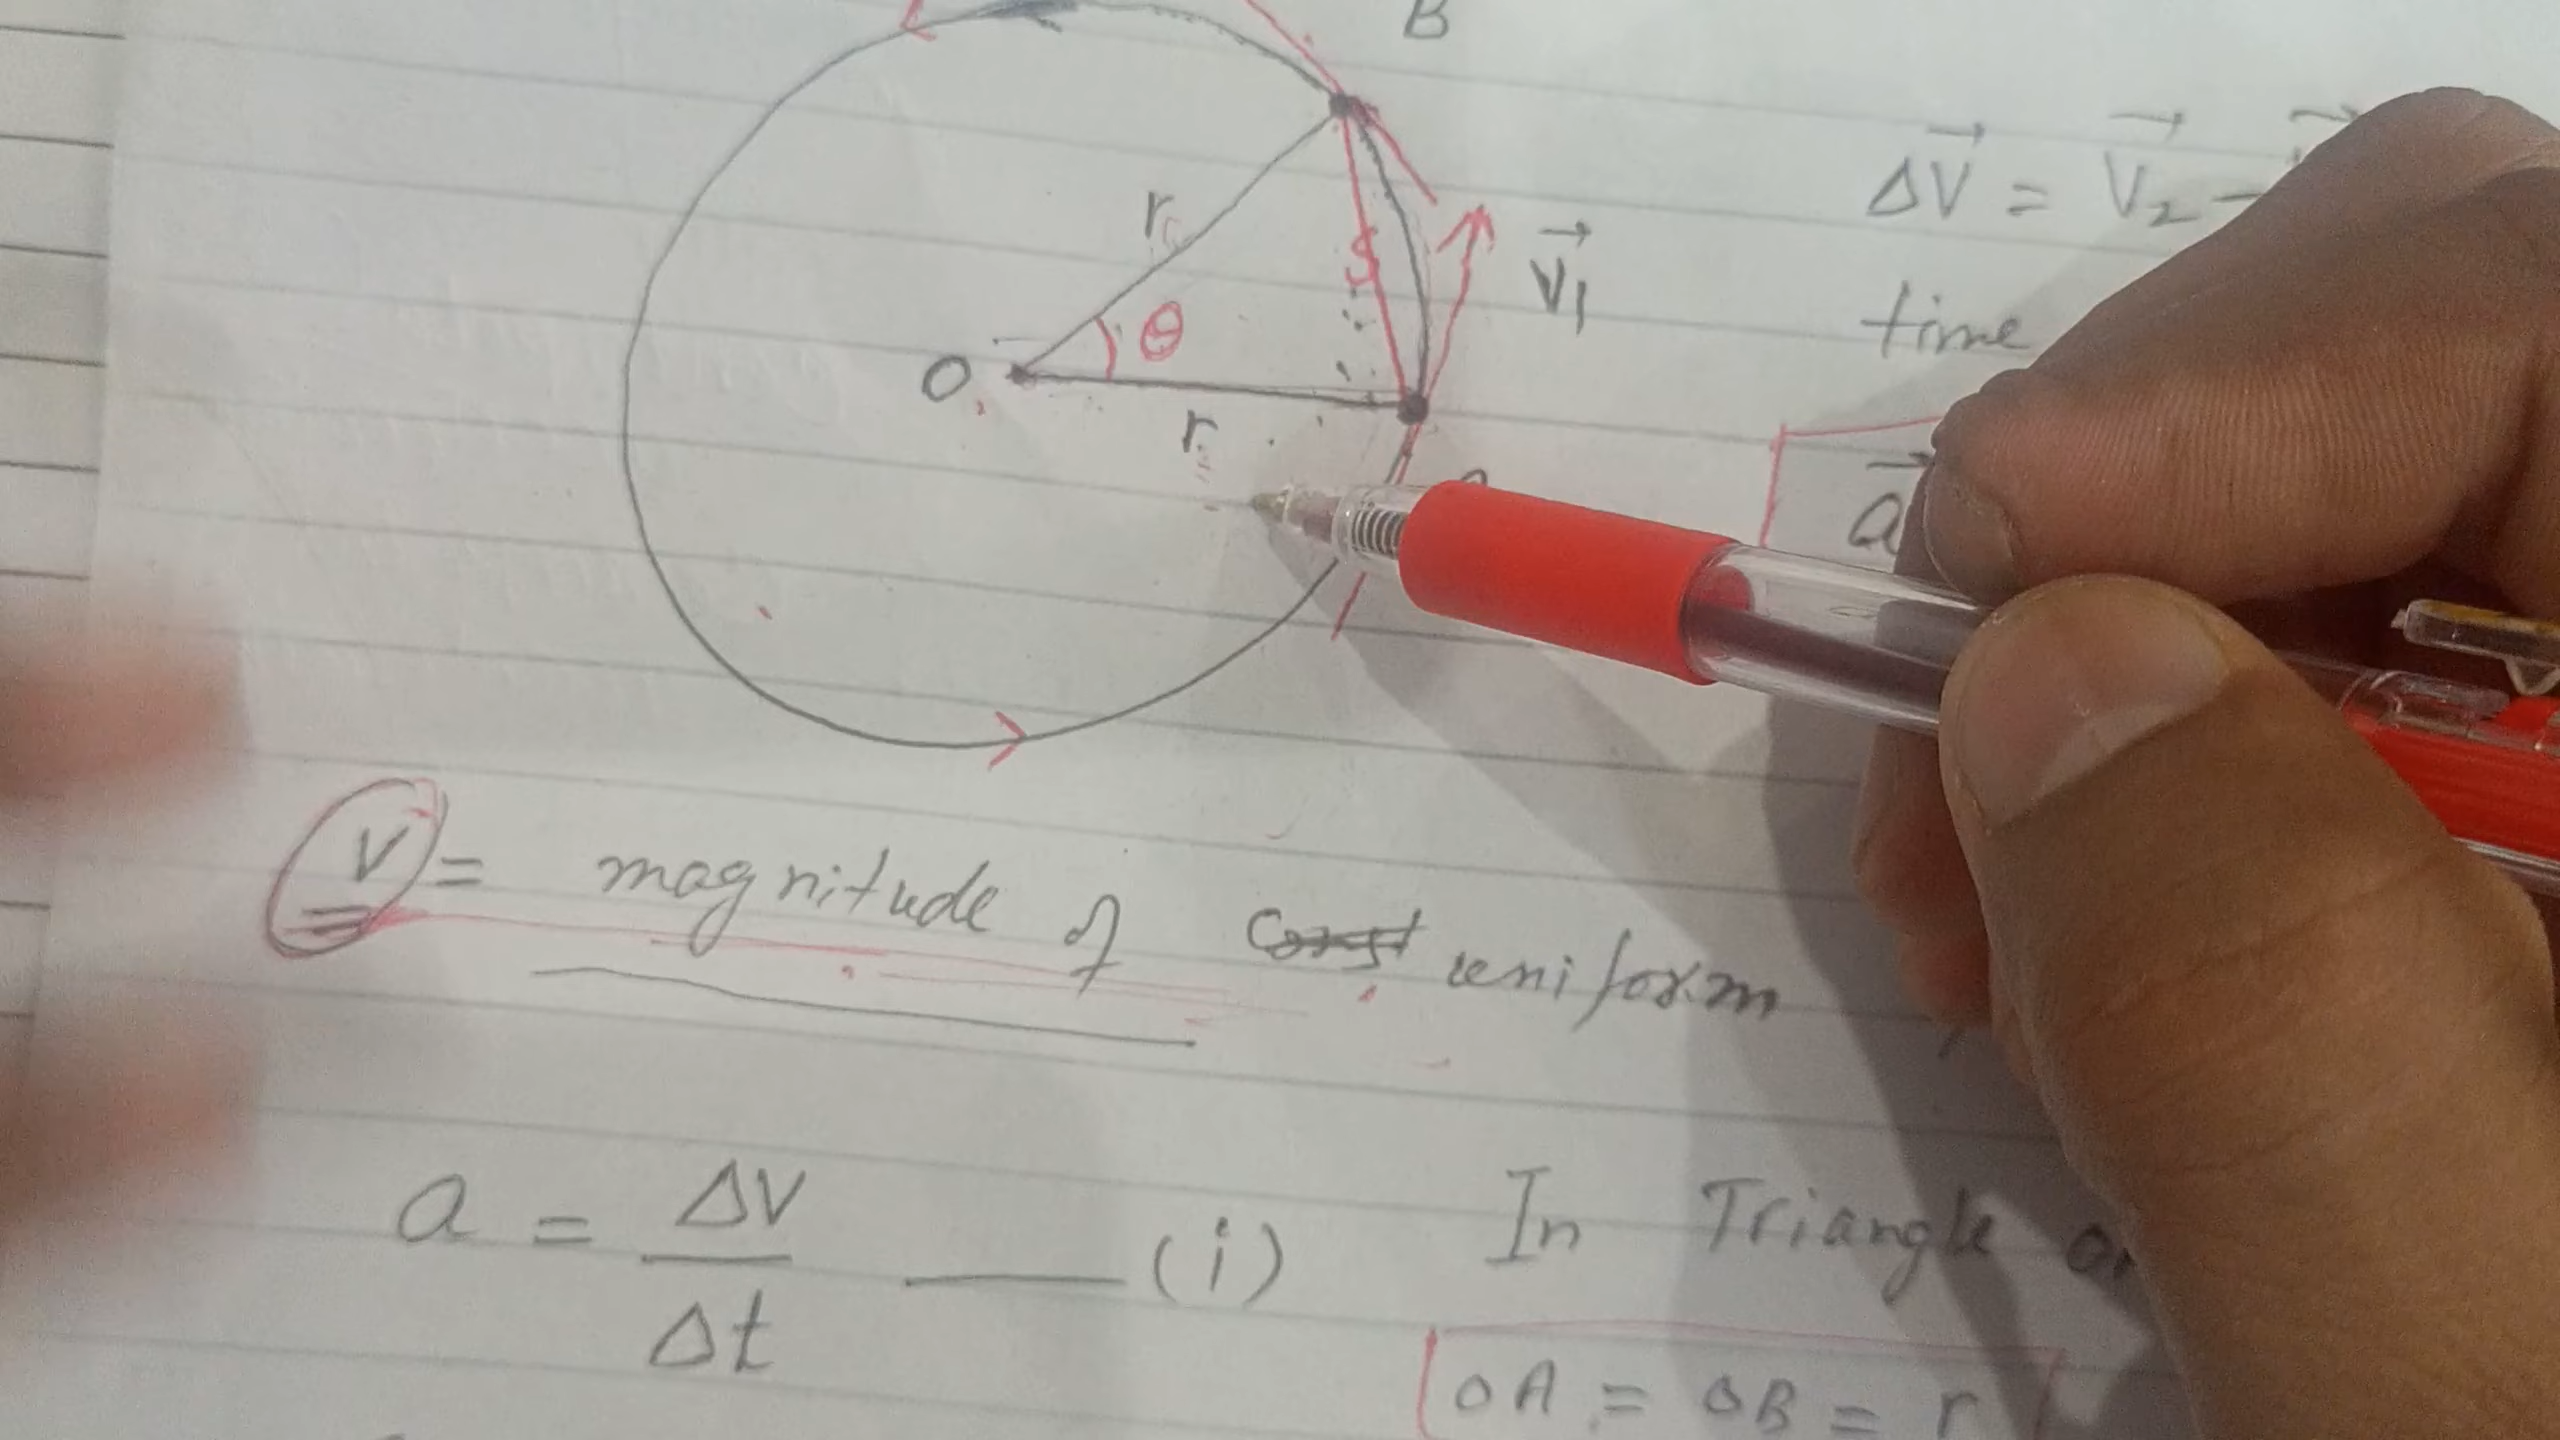 B
r
S
V₁
θ
O
r
ΔV = V₂ -
time
a
V = magnitude of const uniform
a = ΔV / Δt —— (i)
In Triangle
OA = OB = r